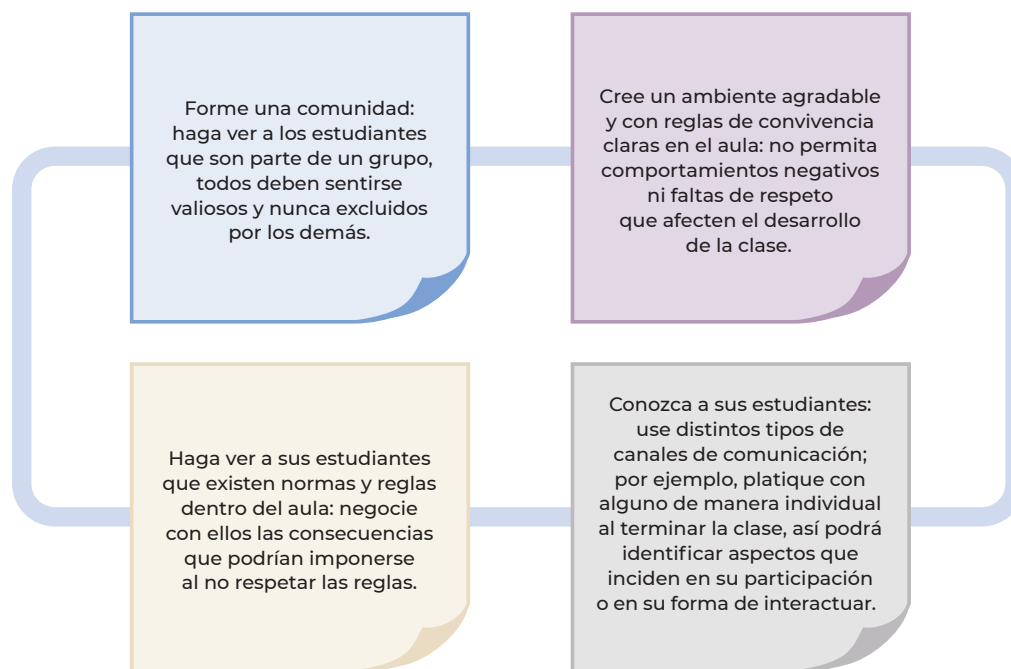 Forme una comunidad:
haga ver a los estudiantes
que son parte de un grupo,
todos deben sentirse
valiosos y nunca excluidos
por los demás.
Cree un ambiente agradable
y con reglas de convivencia
claras en el aula: no permita
comportamientos negativos
ni faltas de respeto
que afecten el desarrollo
de la clase.
Haga ver a sus estudiantes
que existen normas y reglas
dentro del aula: negocie
con ellos las consecuencias
que podrían imponerse
al no respetar las reglas.
Conozca a sus estudiantes:
use distintos tipos de
canales de comunicación;
por ejemplo, platique con
alguno de manera individual
al terminar la clase, así podrá
identificar aspectos que
inciden en su participación
o en su forma de interactuar.